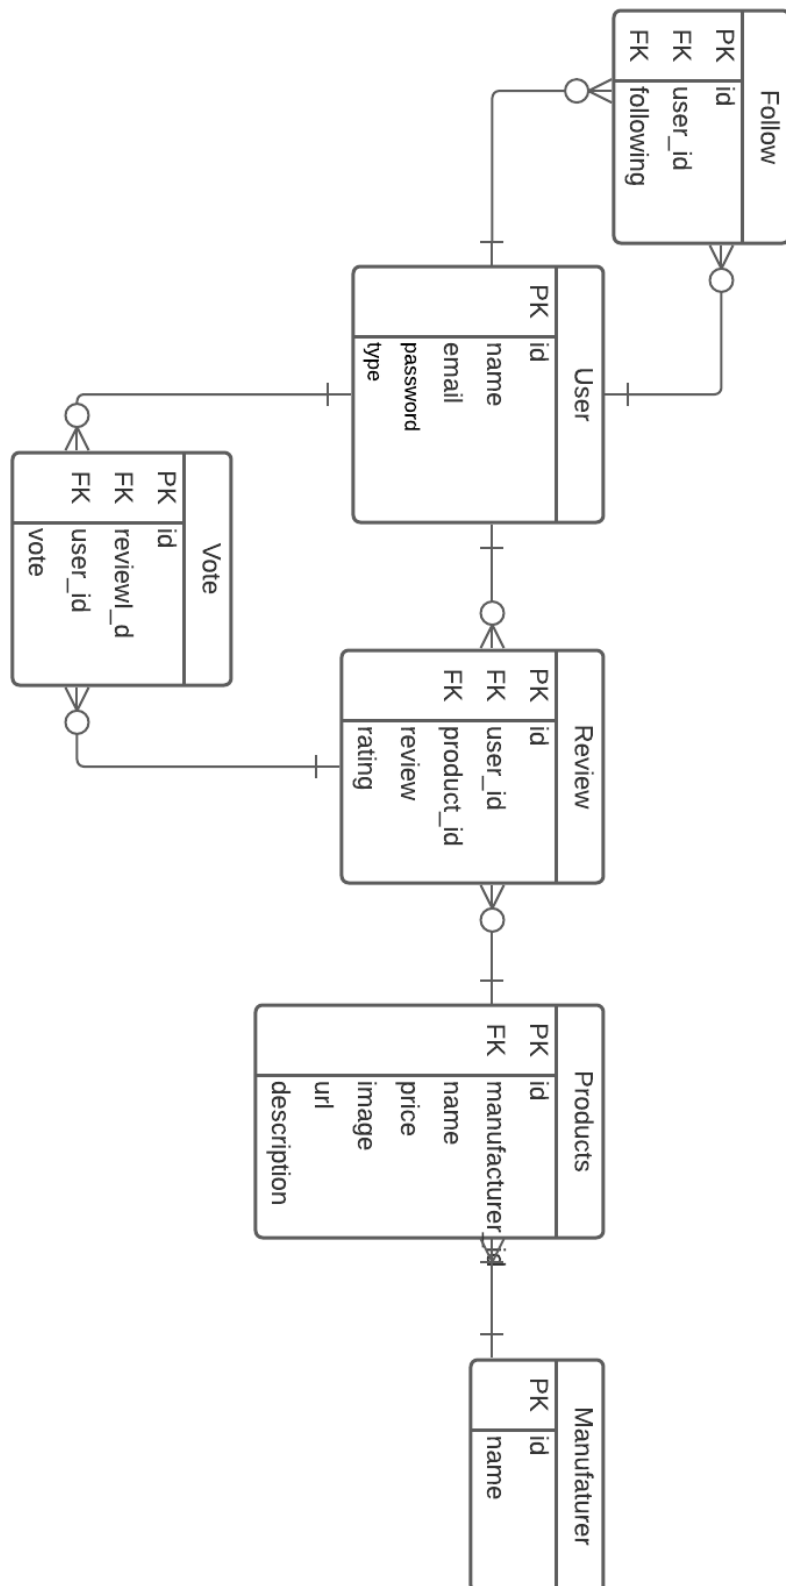 Follow
PK id
FK user_id
FK following
User
PK id
name
email
password
type
Vote
PK id
FK reviewI_d
FK user_id
vote
Review
PK id
FK user_id
FK product_id
review
rating
Products
PK id
FK manufacturer_id
name
price
image
url
description
Manufaturer
PK id
name